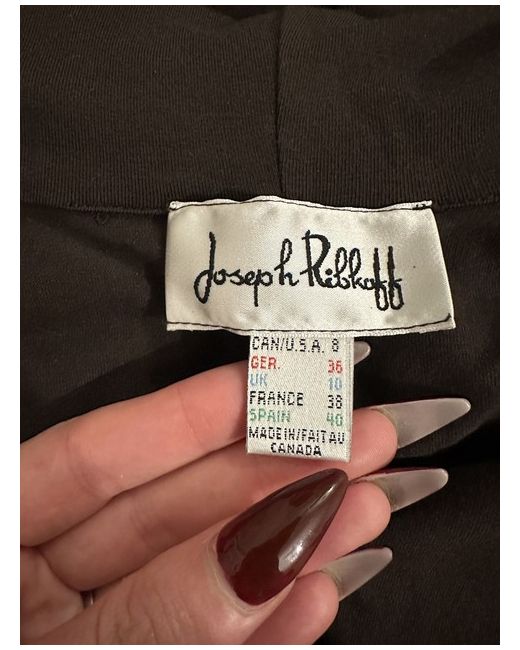 Joseph Ribkoff
CAN/U.S.A. 8
GER. 36
UK 10
FRANCE 38
SPAIN 40
MADE IN/FAIT AU
CANADA